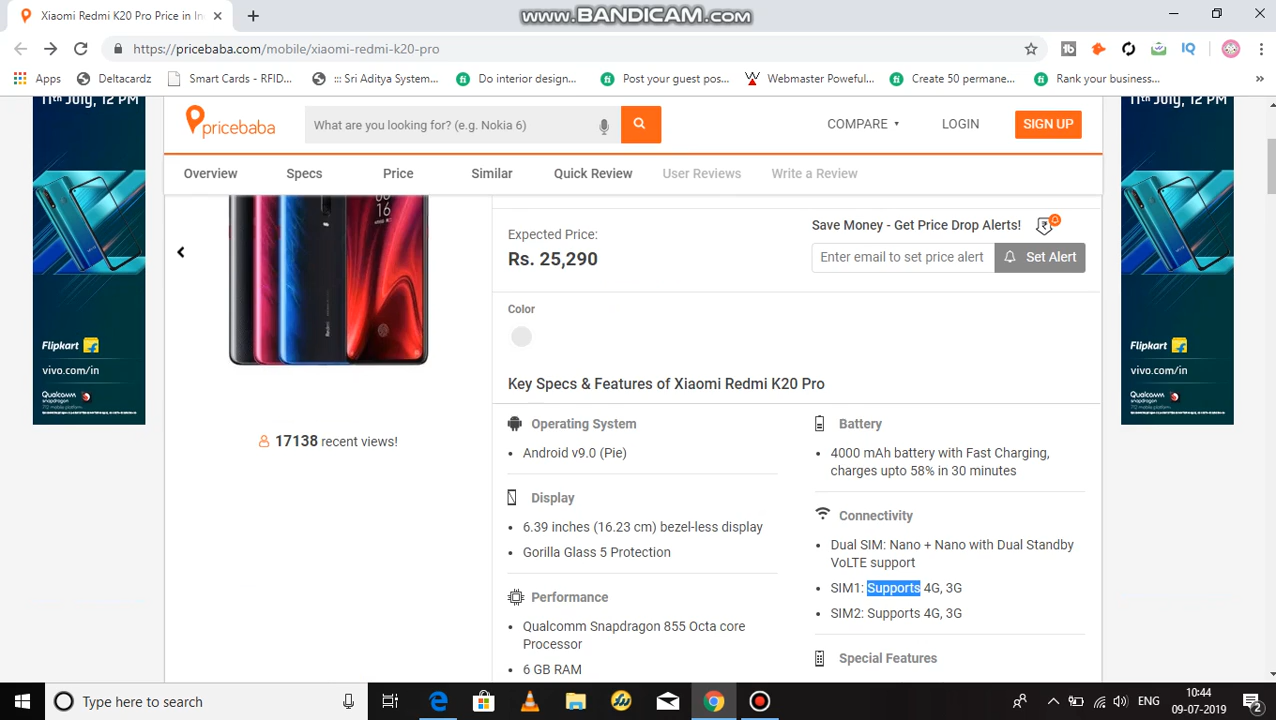 Xiaomi Redmi K20 Pro Price in In
www.BANDICAM.com
https://pricebaba.com/mobile/xiaomi-redmi-k20-pro
Apps
Deltacardz
Smart Cards - RFID...
::: Sri Aditya System...
Do interior design...
Post your guest po...
Webmaster Poweful...
Create 50 permane...
Rank your business...
»
11th July, 12 PM
pricebaba
What are you looking for? (e.g. Nokia 6)
COMPARE
LOGIN
SIGN UP
11th July, 12 PM
Overview
Specs
Price
Similar
Quick Review
User Reviews
Write a Review
Save Money - Get Price Drop Alerts!
Expected Price:
Rs. 25,290
Enter email to set price alert
Set Alert
Color
Flipkart
vivo.com/in
Qualcomm
snapdragon
Flipkart
vivo.com/in
Qualcomm
snapdragon
17138 recent views!
Key Specs & Features of Xiaomi Redmi K20 Pro
Operating System
• Android v9.0 (Pie)
Display
• 6.39 inches (16.23 cm) bezel-less display
• Gorilla Glass 5 Protection
Performance
• Qualcomm Snapdragon 855 Octa core
Processor
• 6 GB RAM
Battery
• 4000 mAh battery with Fast Charging,
charges upto 58% in 30 minutes
Connectivity
• Dual SIM: Nano + Nano with Dual Standby
VoLTE support
• SIM1: Supports 4G, 3G
• SIM2: Supports 4G, 3G
Special Features
Type here to search
ENG
10:44
09-07-2019
2